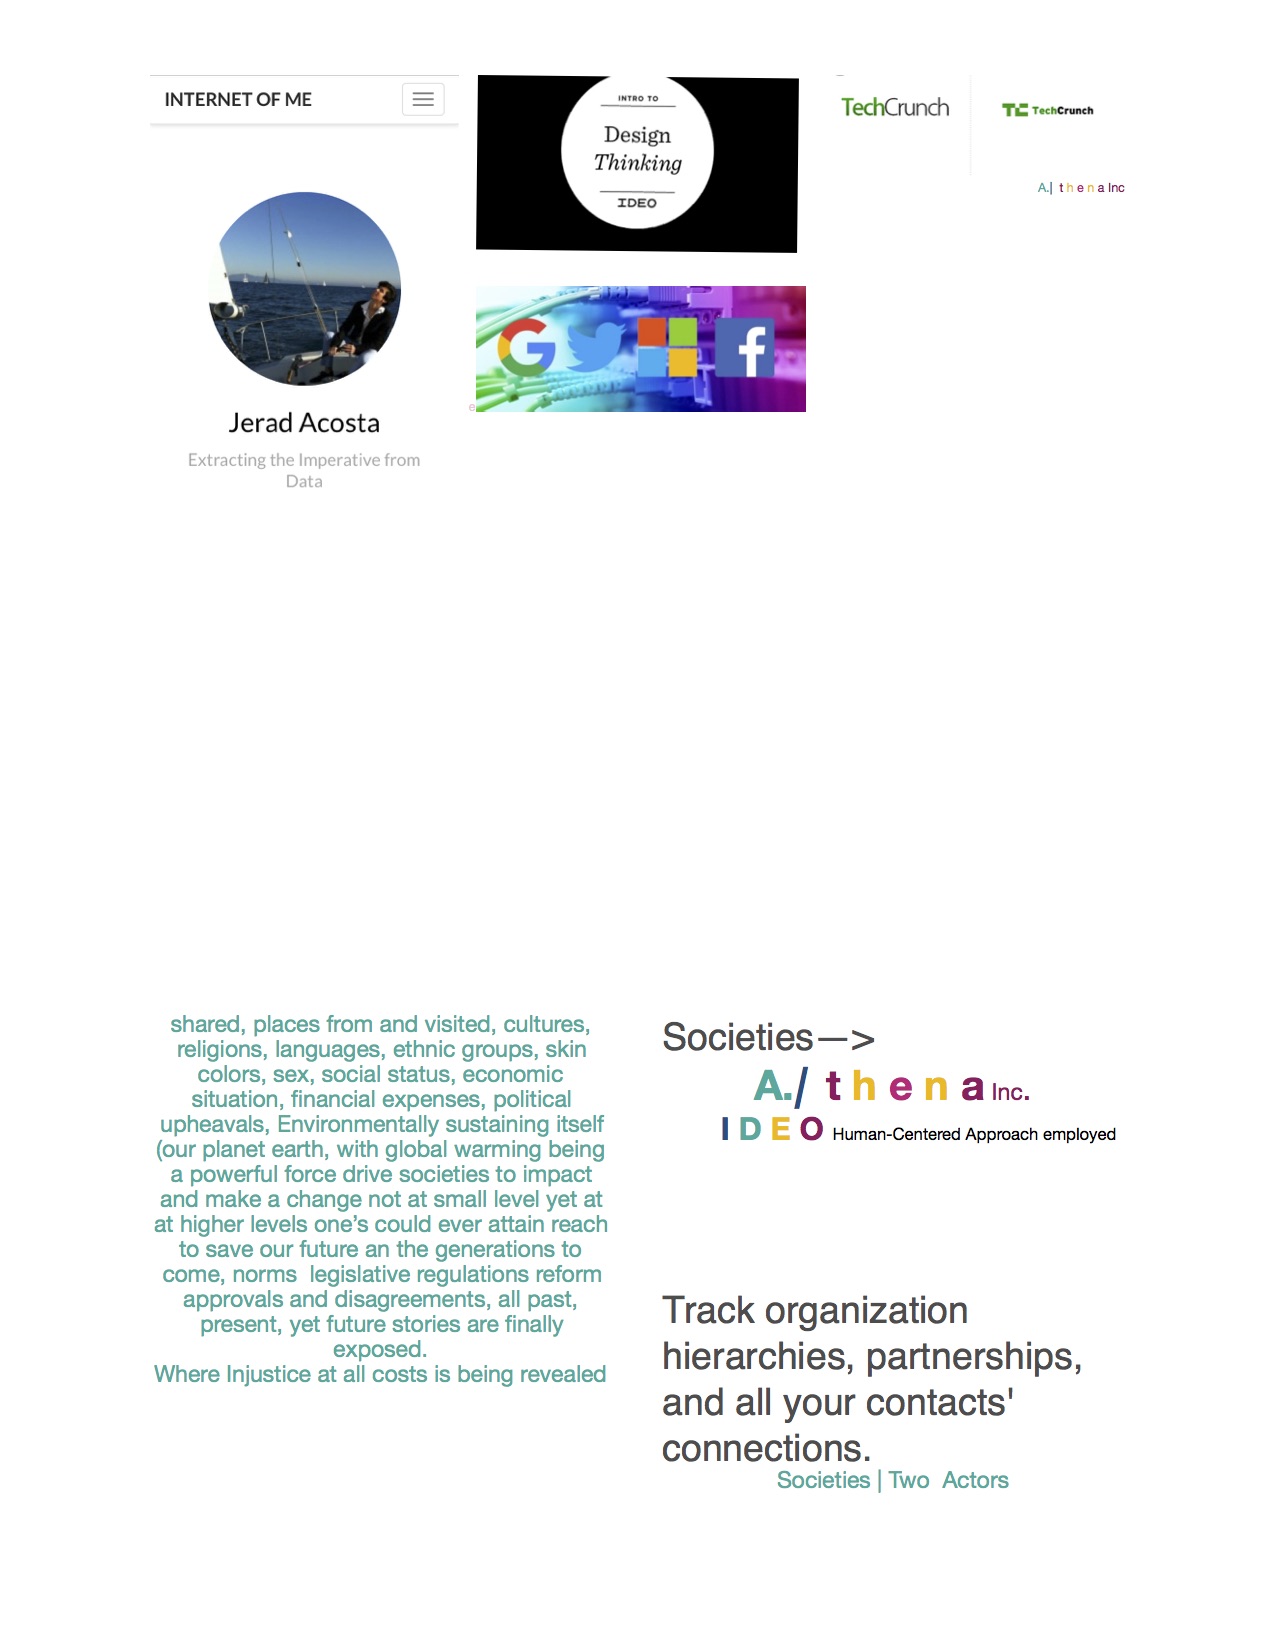 INTERNET OF ME
Jerad Acosta
Extracting the Imperative from
Data
INTRO TO
Design
Thinking
IDEO
e
TechCrunch
TechCrunch
A.| t h e n a Inc
shared, places from and visited, cultures,
religions, languages, ethnic groups, skin
colors, sex, social status, economic
situation, financial expenses, political
upheavals, Environmentally sustaining itself
(our planet earth, with global warming being
a powerful force drive societies to impact
and make a change not at small level yet at
at higher levels one’s could ever attain reach
to save our future an the generations to
come, norms  legislative regulations reform
approvals and disagreements, all past,
present, yet future stories are finally
exposed.
Where Injustice at all costs is being revealed
Societies—>
A./ t h e n a Inc.
I D E O Human-Centered Approach employed
Track organization
hierarchies, partnerships,
and all your contacts'
connections.
Societies | Two  Actors